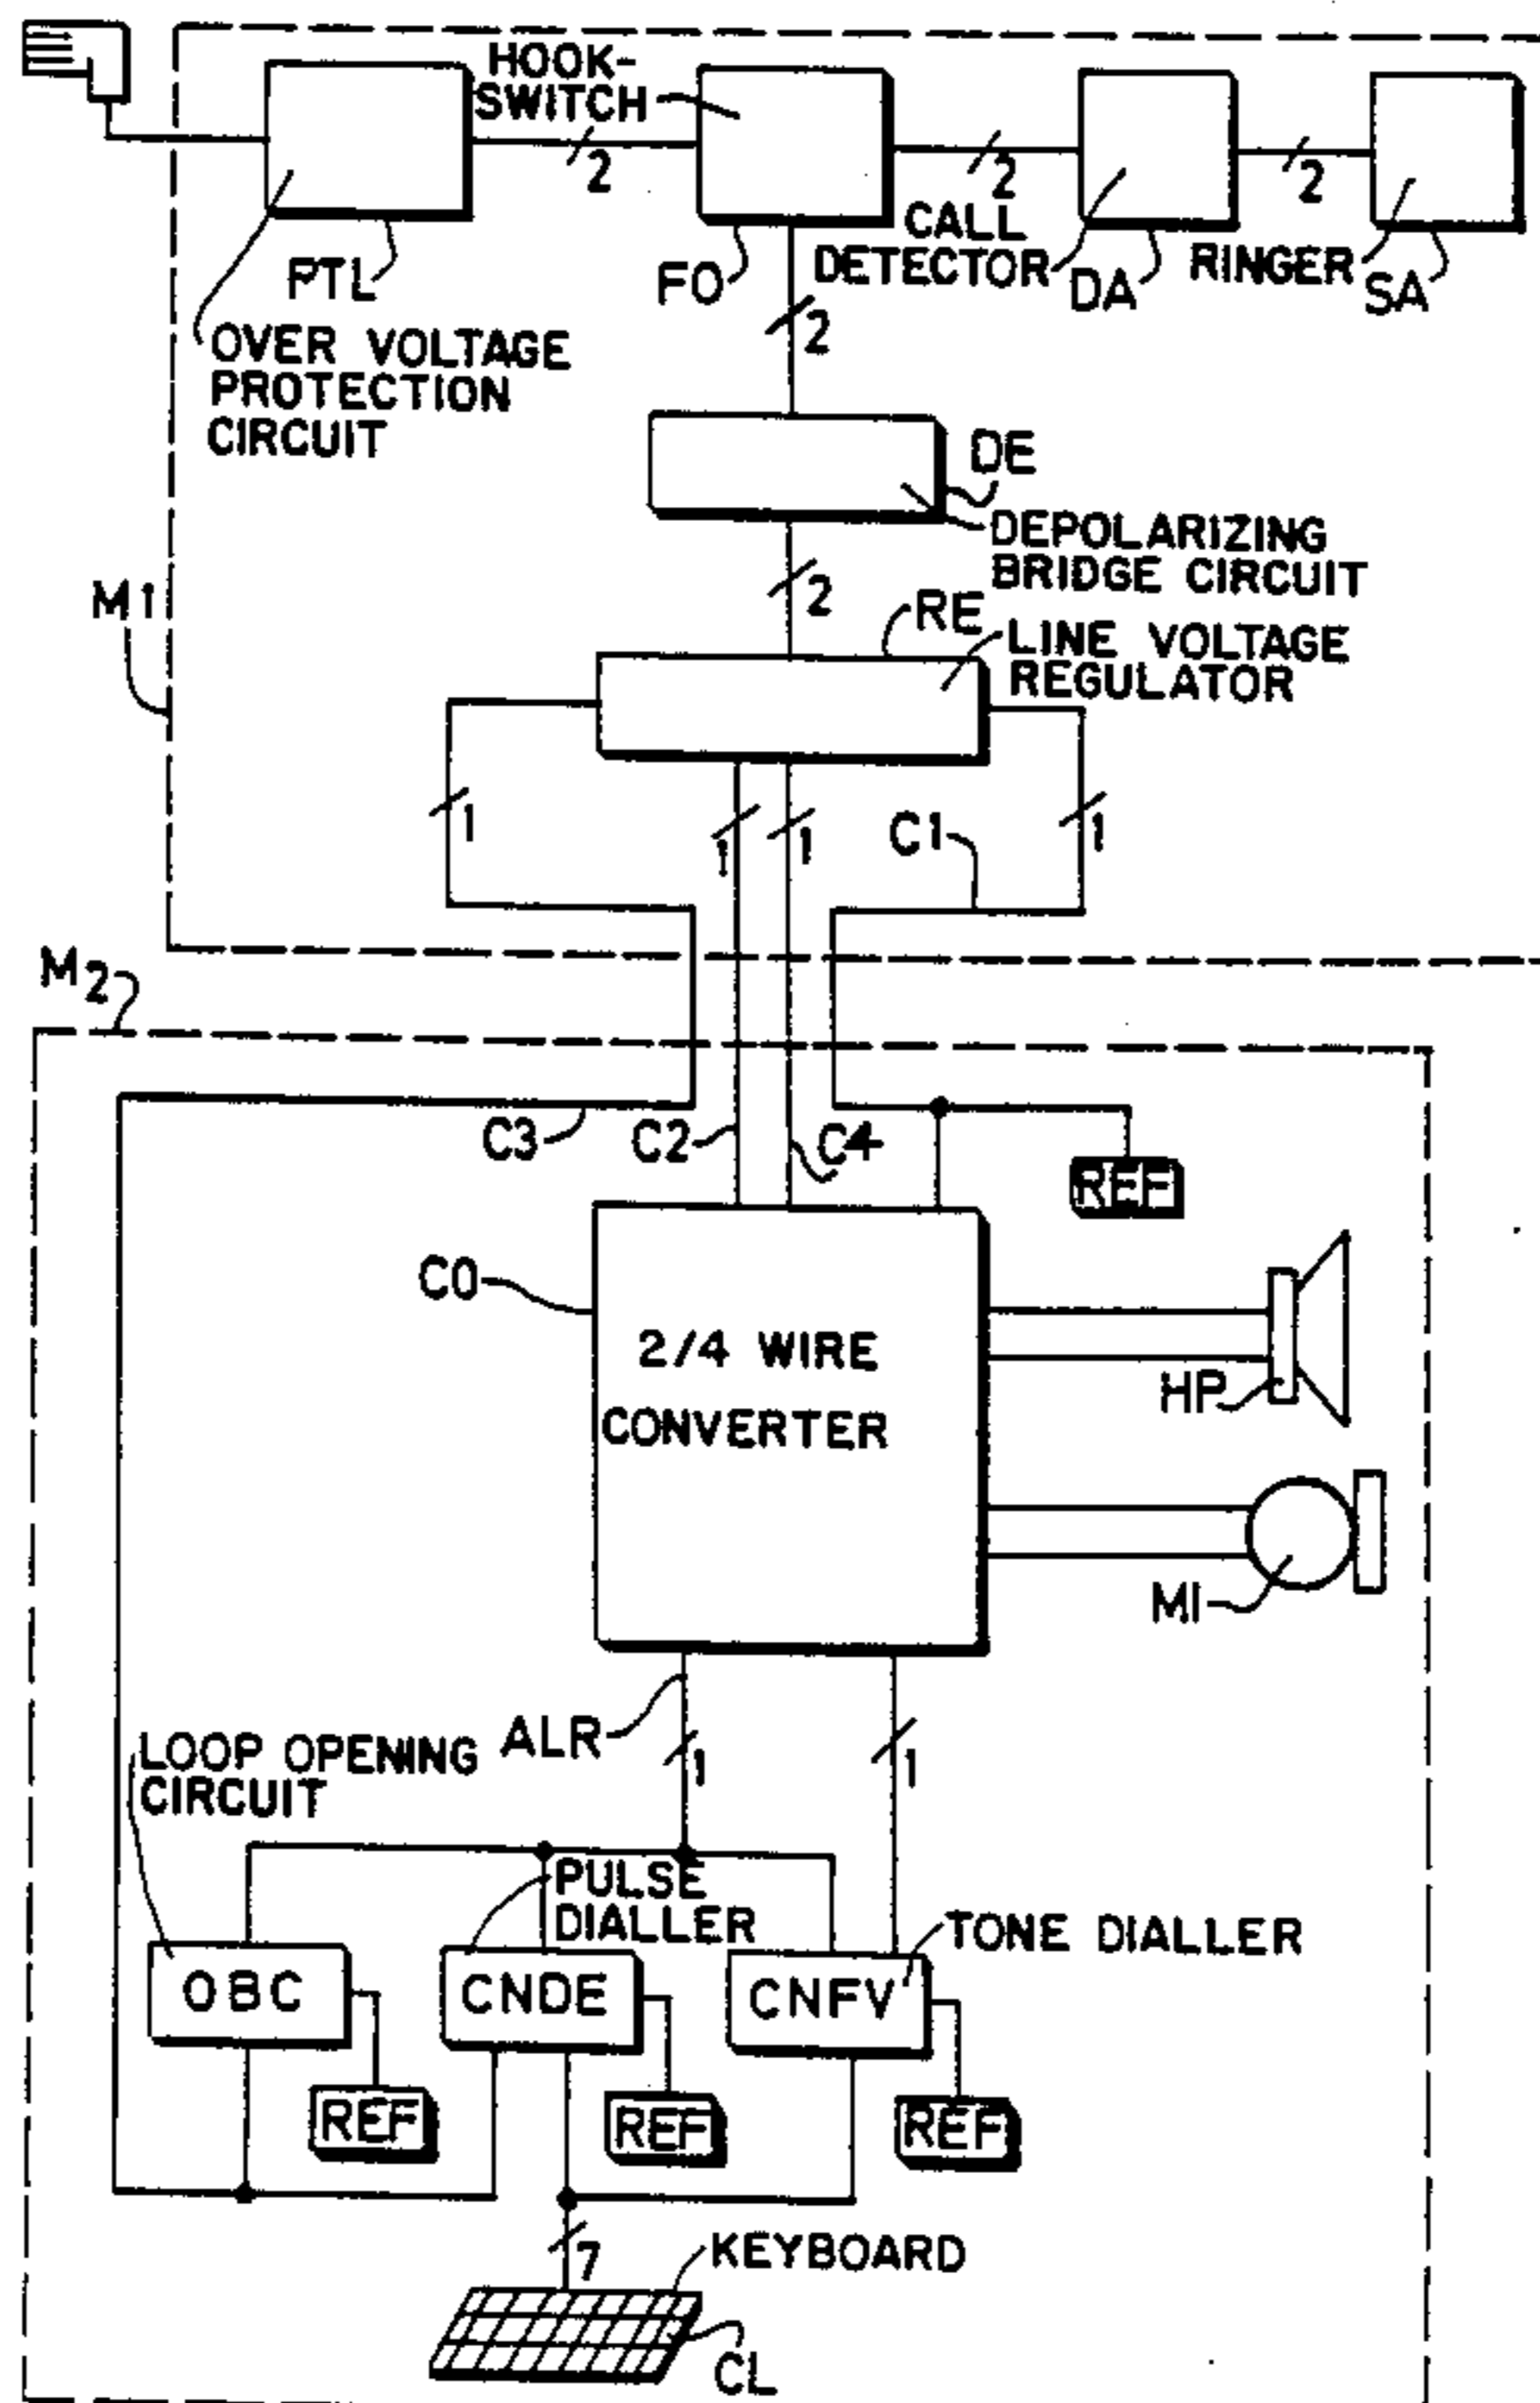 HOOK-
SWITCH
2
2
2
CALL
DETECTOR
RINGER
PTL
FO
DA
SA
OVER VOLTAGE
PROTECTION
CIRCUIT
2
DE
DEPOLARIZING
BRIDGE CIRCUIT
2
M1
RE
LINE VOLTAGE
REGULATOR
1
1
1
C1
1
M2
C3
C2
C4
REF
CO
2/4 WIRE
CONVERTER
HP
MI
ALR
1
1
LOOP OPENING
CIRCUIT
PULSE
DIALLER
TONE DIALLER
OBC
CNDE
CNFV
REF
REF
REF
7
KEYBOARD
CL